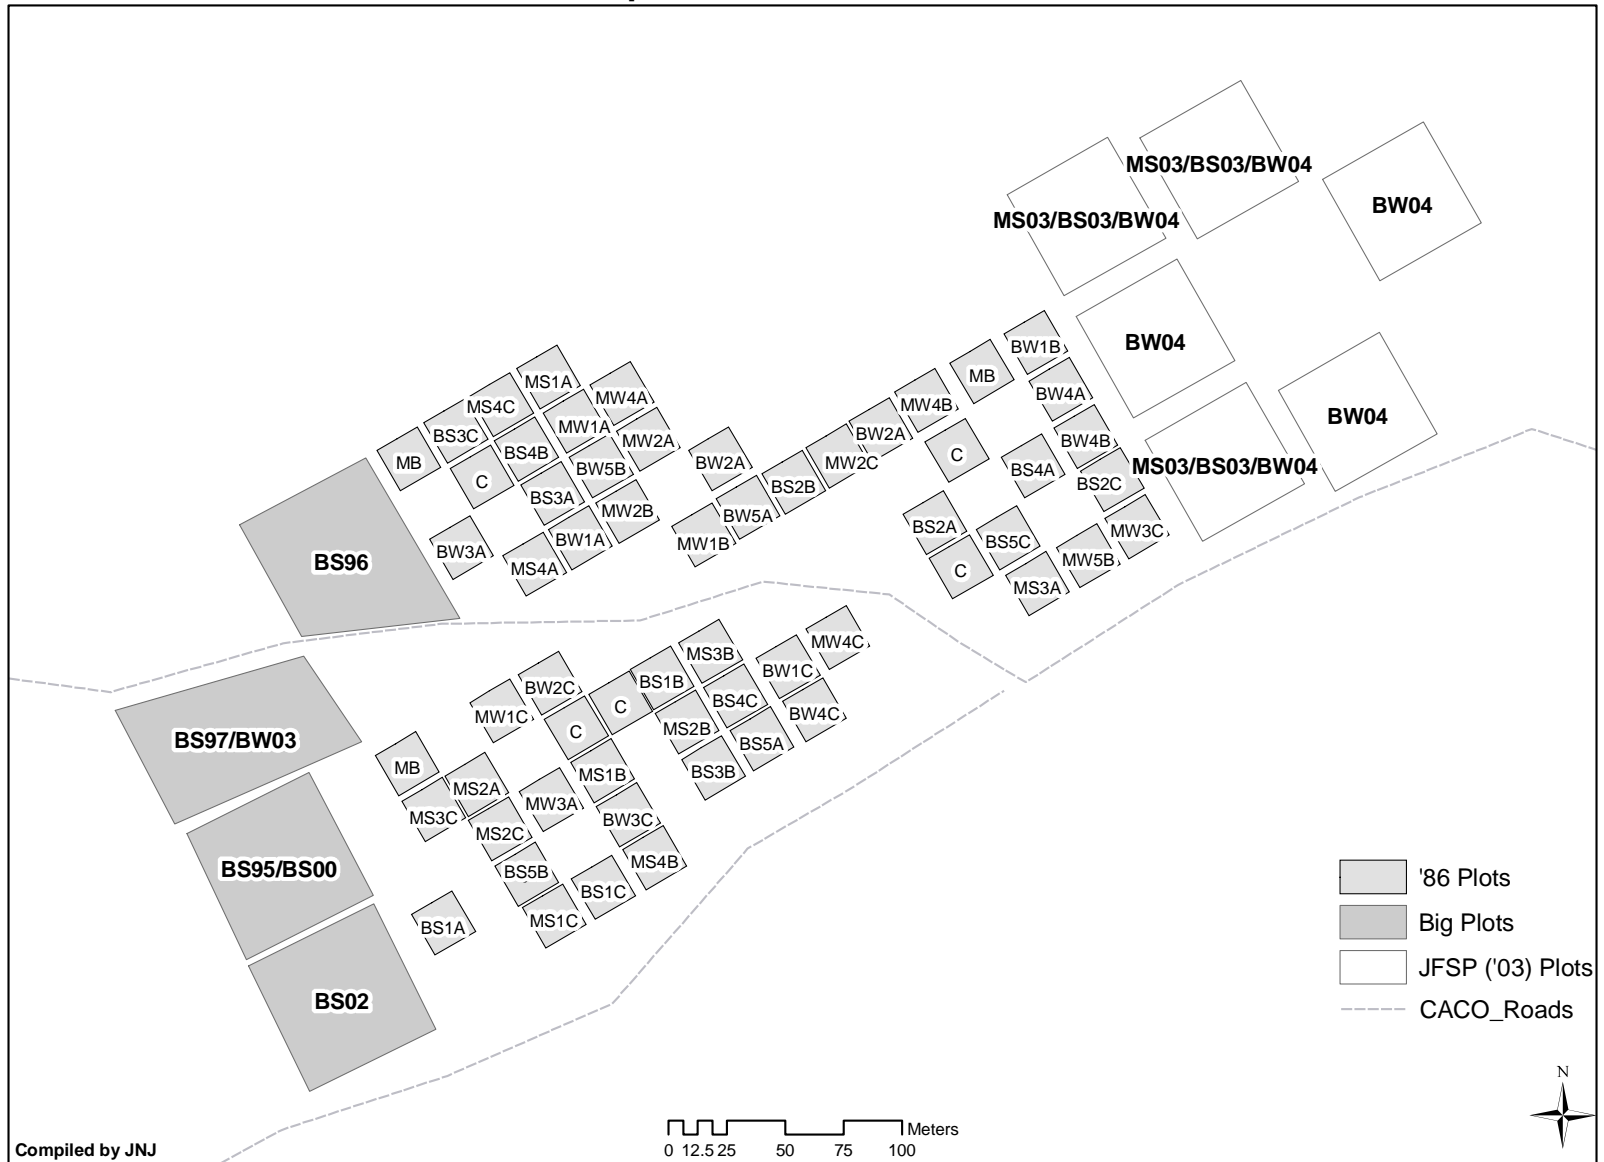 MS03/BS03/BW04
BW04
MS03/BS03/BW04
BW04
BW1B
MB
MS1A
BW4A
MW4A
MW4B
MS4C
MW1A
BW04
BW2A
BS3C
MW2A
BW4B
BS4B
C
MB
BW2A
MW2C
MS03/BS03/BW04
BW5B
BS4A
C
BS2B
BS2C
BS3A
MW2B
BW5A
BS2A
MW3C
BW1A
MW1B
BS5C
BW3A
MW5B
BS96
MS4A
C
MS3A
MW4C
MS3B
BW1C
BS1B
BW2C
BS4C
C
MW1C
BW4C
MS2B
C
BS97/BW03
BS5A
MB
BS3B
MS1B
MS2A
MW3A
MS3C
BW3C
MS2C
MS4B
BS95/BS00
BS5B
BS1C
MS1C
BS1A
BS02
'86 Plots
Big Plots
JFSP ('03) Plots
CACO_Roads
N
Meters
0 12.5 25 50 75 100
Compiled by JNJ